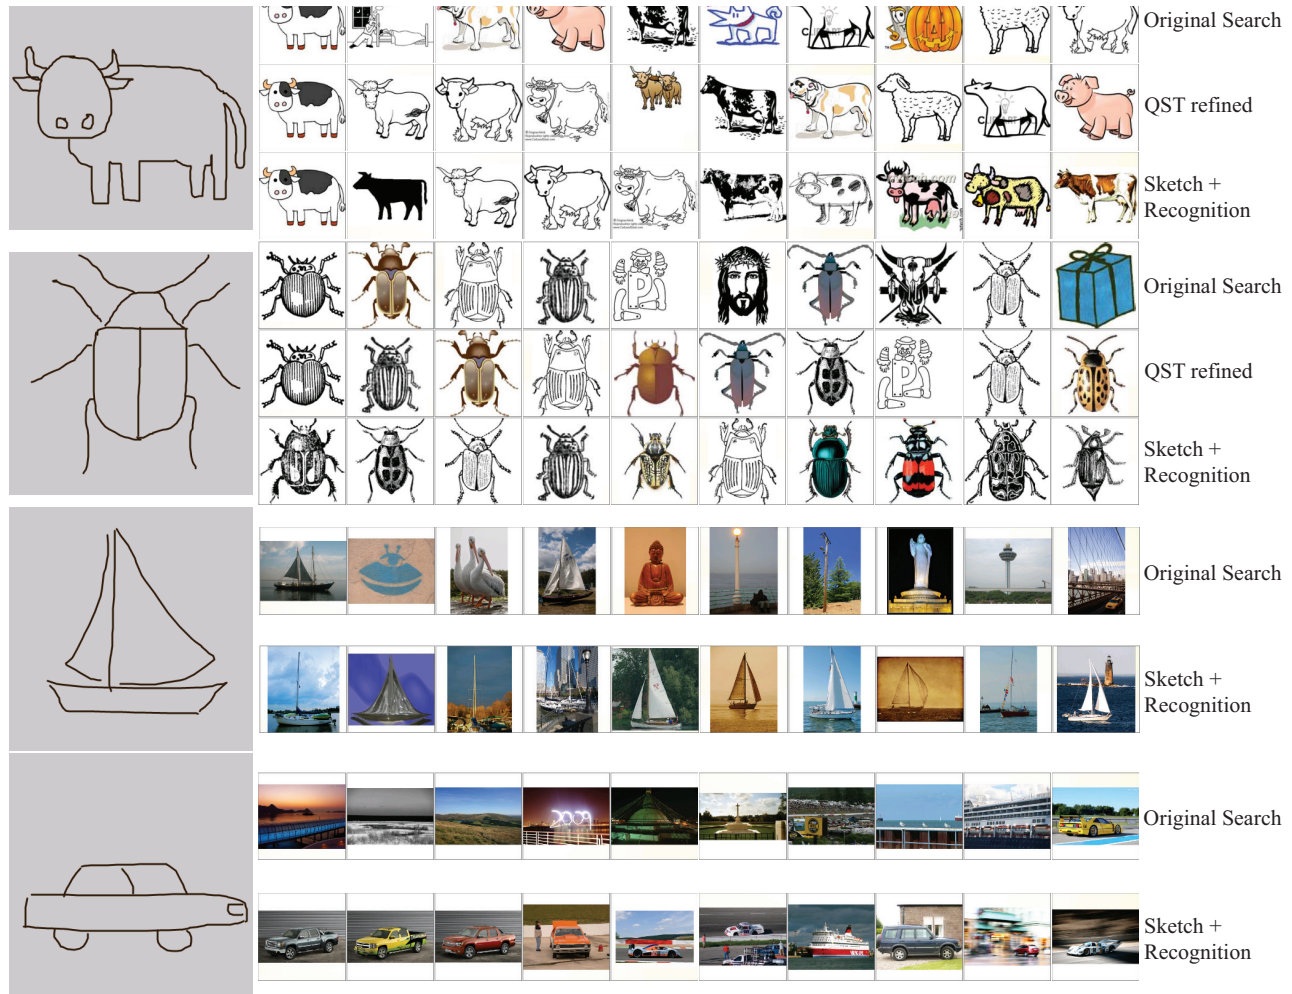 Original Search
QST refined
Sketch +
Recognition
Original Search
QST refined
Sketch +
Recognition
Original Search
Sketch +
Recognition
Original Search
Sketch +
Recognition